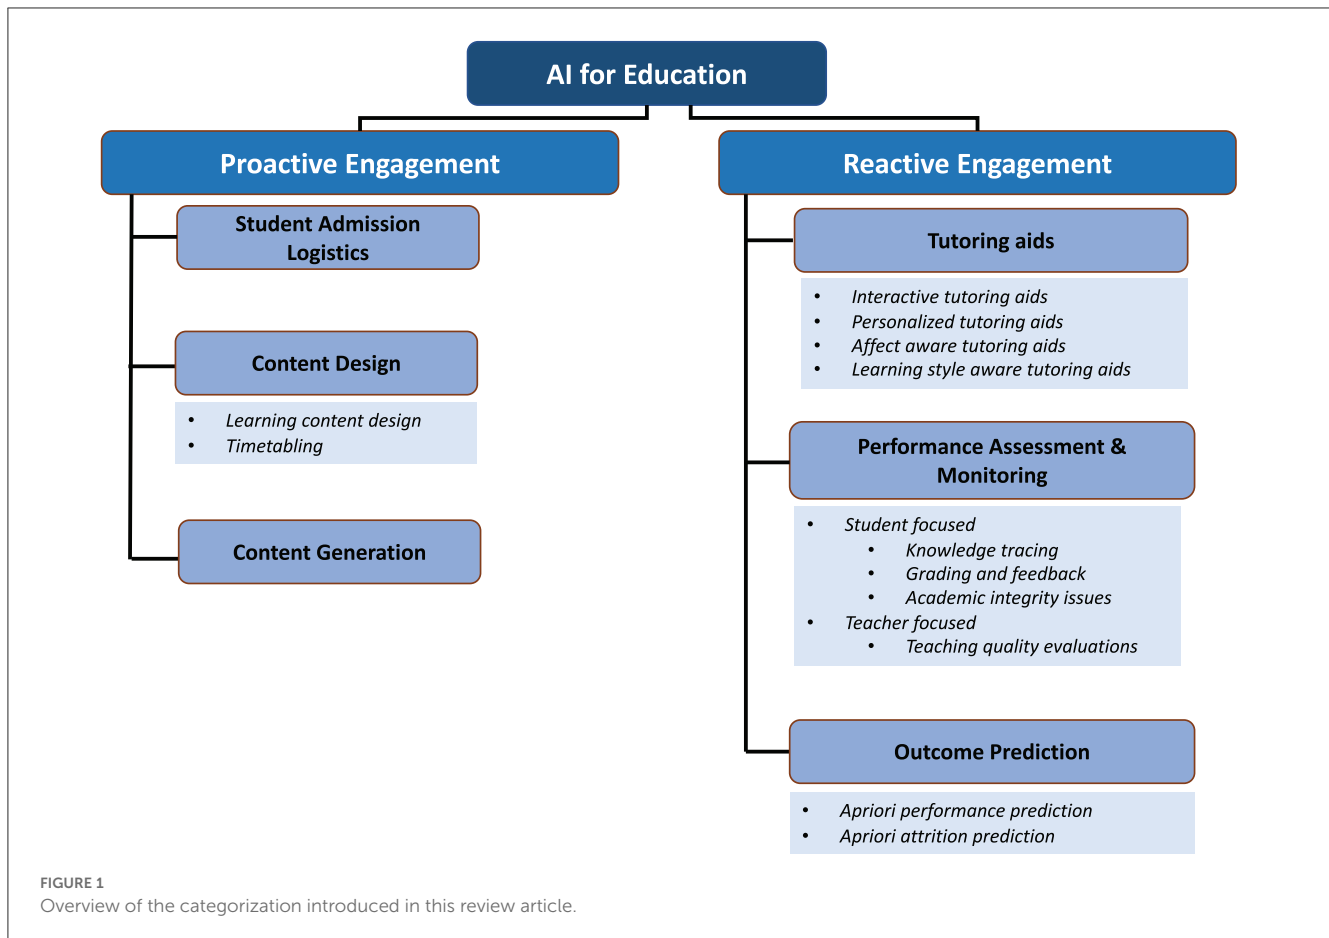 AI for Education
Proactive Engagement
Student Admission
Logistics
Content Design
• Learning content design
• Timetabling
Content Generation
Reactive Engagement
Tutoring aids
• Interactive tutoring aids
• Personalized tutoring aids
• Affect aware tutoring aids
• Learning style aware tutoring aids
Performance Assessment &
Monitoring
• Student focused
• Knowledge tracing
• Grading and feedback
• Academic integrity issues
• Teacher focused
• Teaching quality evaluations
Outcome Prediction
• Apriori performance prediction
• Apriori attrition prediction
FIGURE 1
Overview of the categorization introduced in this review article.